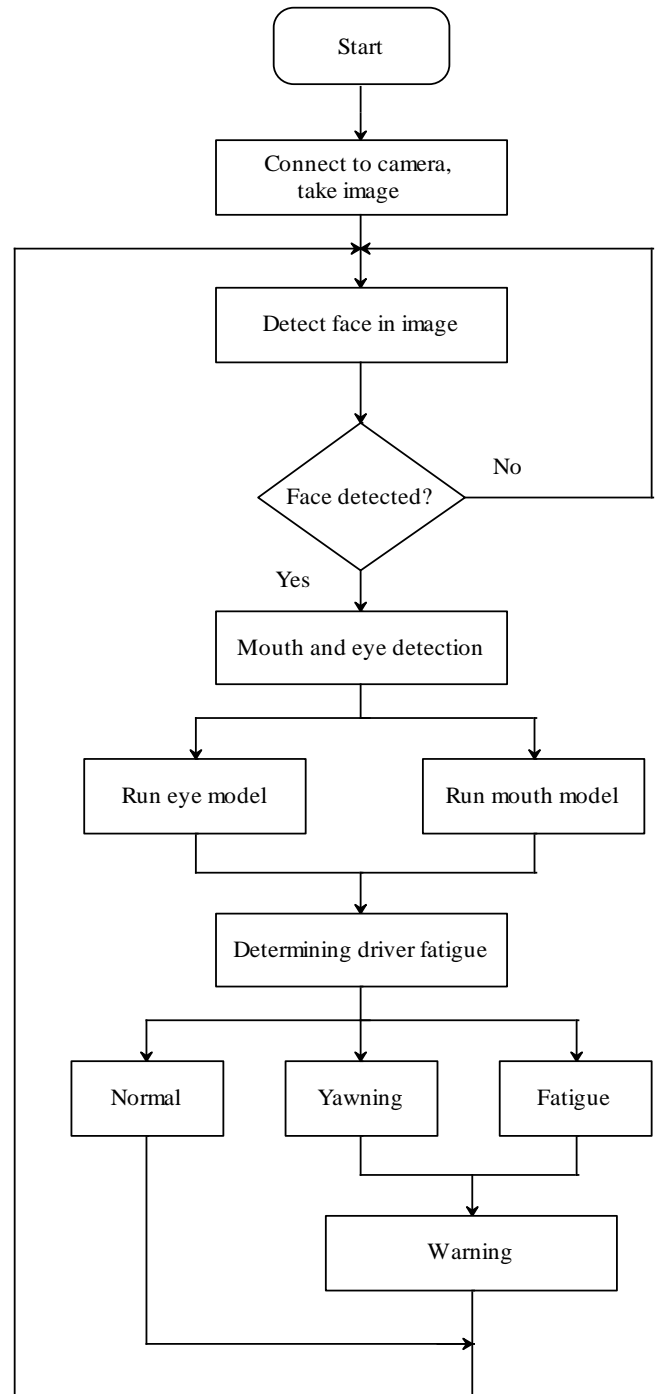 Start
Connect to camera,
take image
Detect face in image
Face detected?
No
Yes
Mouth and eye detection
Run eye model
Run mouth model
Determining driver fatigue
Normal
Yawning
Fatigue
Warning